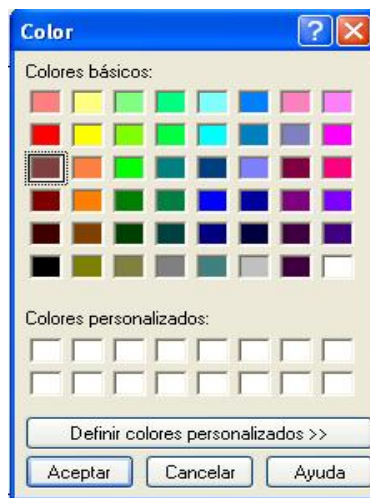 Color
Colores básicos:
Colores personalizados:
Definir colores personalizados >>
Aceptar Cancelar Ayuda